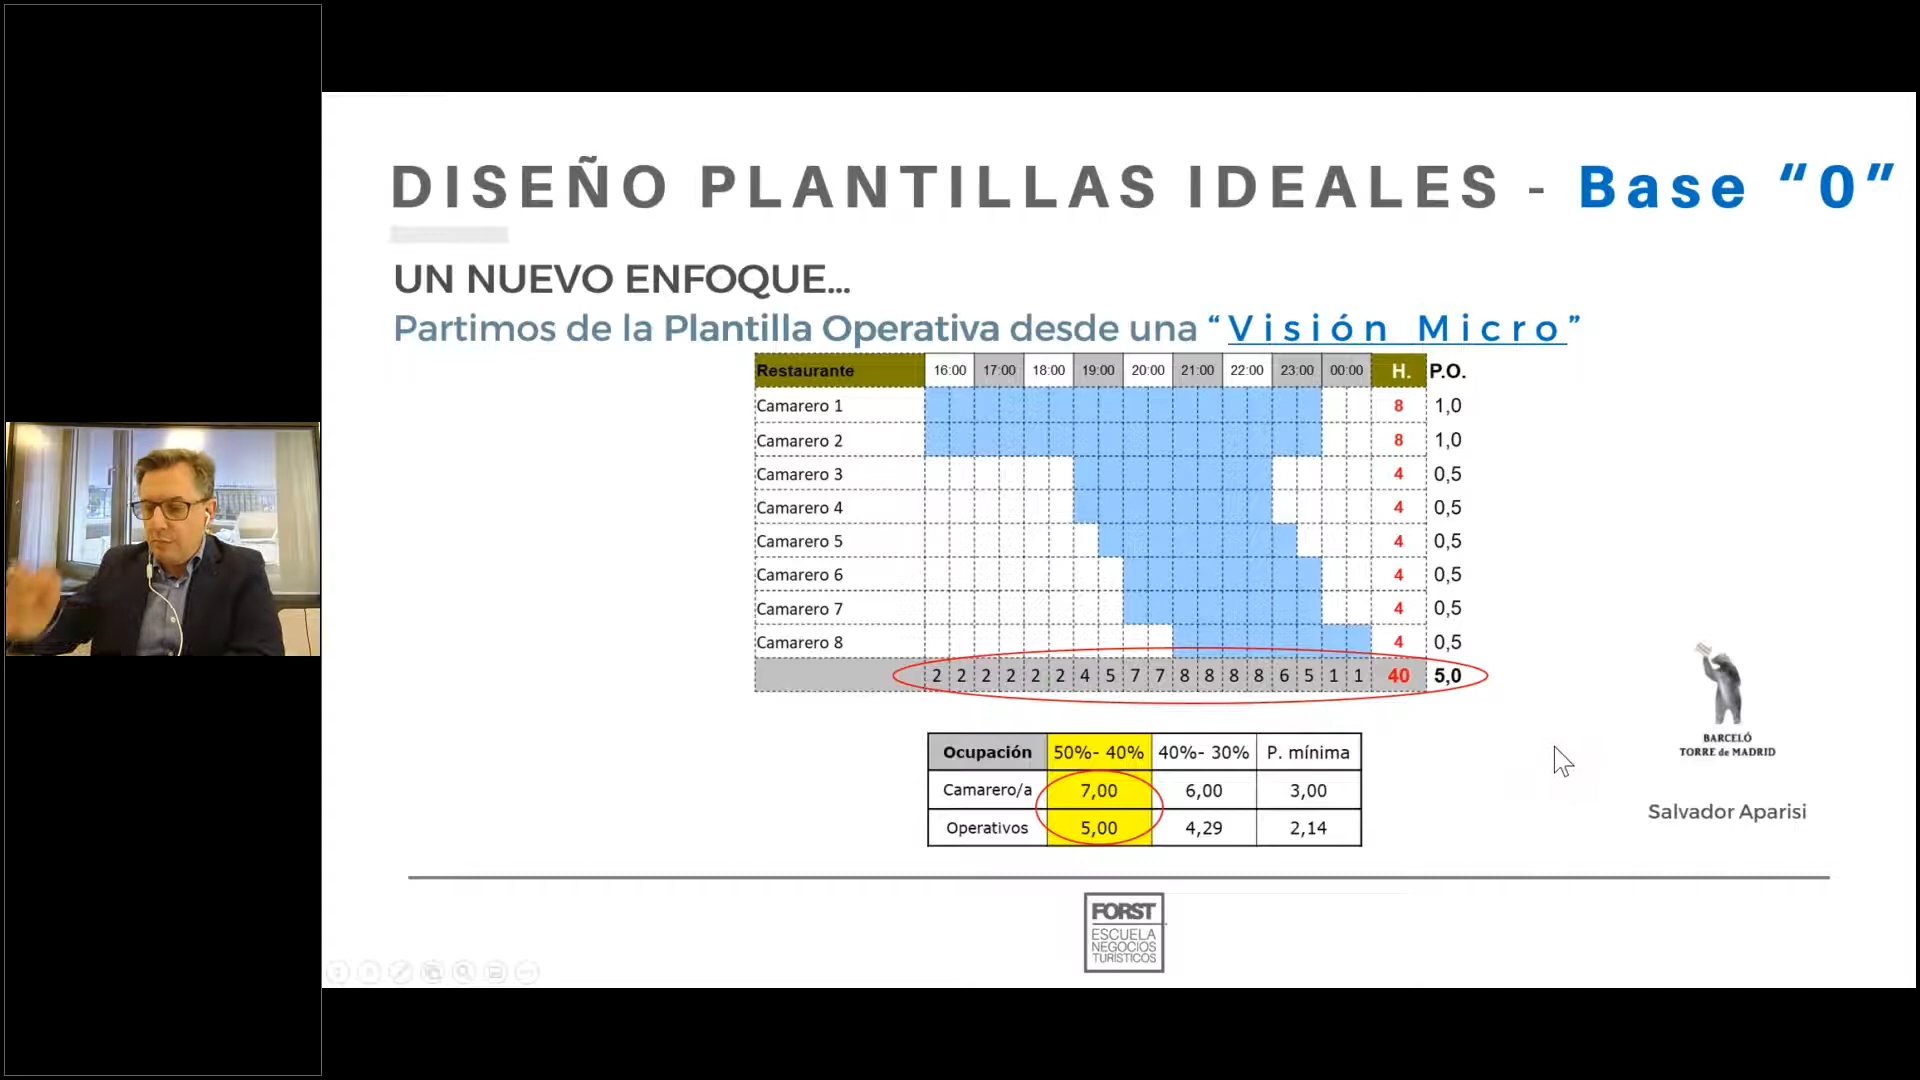 DISEÑO PLANTILLAS IDEALES - Base “0”
UN NUEVO ENFOQUE...
Partimos de la Plantilla Operativa desde una “Visión Micro”
Restaurante 16:00 17:00 18:00 19:00 20:00 21:00 22:00 23:00 00:00 H. P.O.
Camarero 1 8 1,0
Camarero 2 8 1,0
Camarero 3 4 0,5
Camarero 4 4 0,5
Camarero 5 4 0,5
Camarero 6 4 0,5
Camarero 7 4 0,5
Camarero 8 4 0,5
2 2 2 2 2 2 4 5 7 7 8 8 8 8 6 5 1 1 40 5,0
Ocupación 50%- 40% 40%- 30% P. mínima
Camarero/a 7,00 6,00 3,00
Operativos 5,00 4,29 2,14
BARCELÓ
TORRE de MADRID
Salvador Aparisi
FORST
ESCUELA
NEGOCIOS
TURÍSTICOS